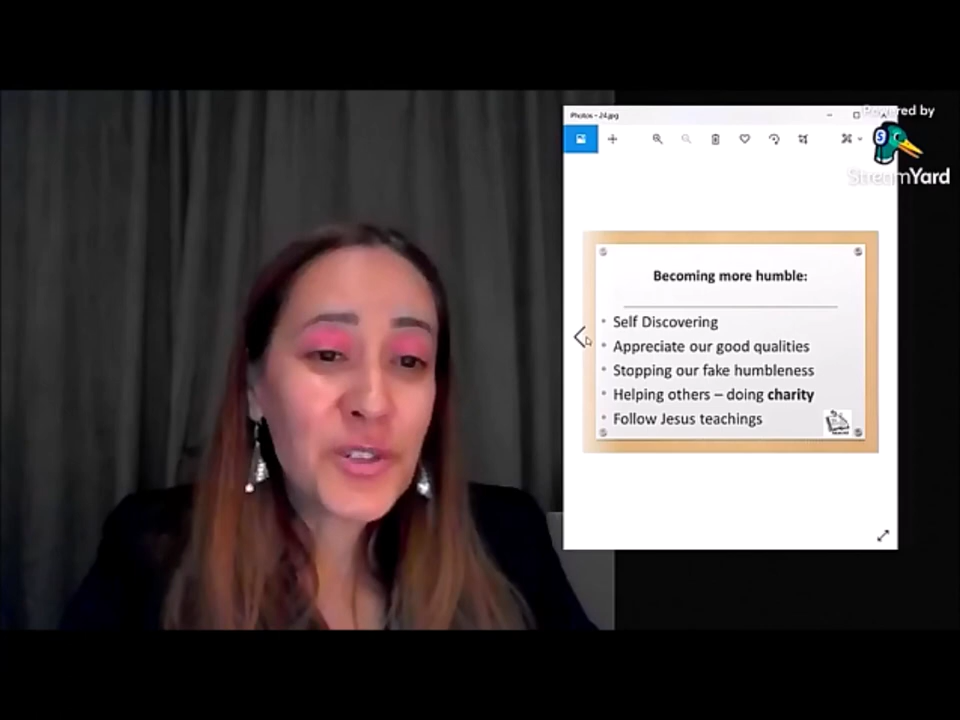 Photos - 24.jpg
Powered by
StreamYard
Becoming more humble:
• Self Discovering
• Appreciate our good qualities
• Stopping our fake humbleness
• Helping others – doing charity
• Follow Jesus teachings